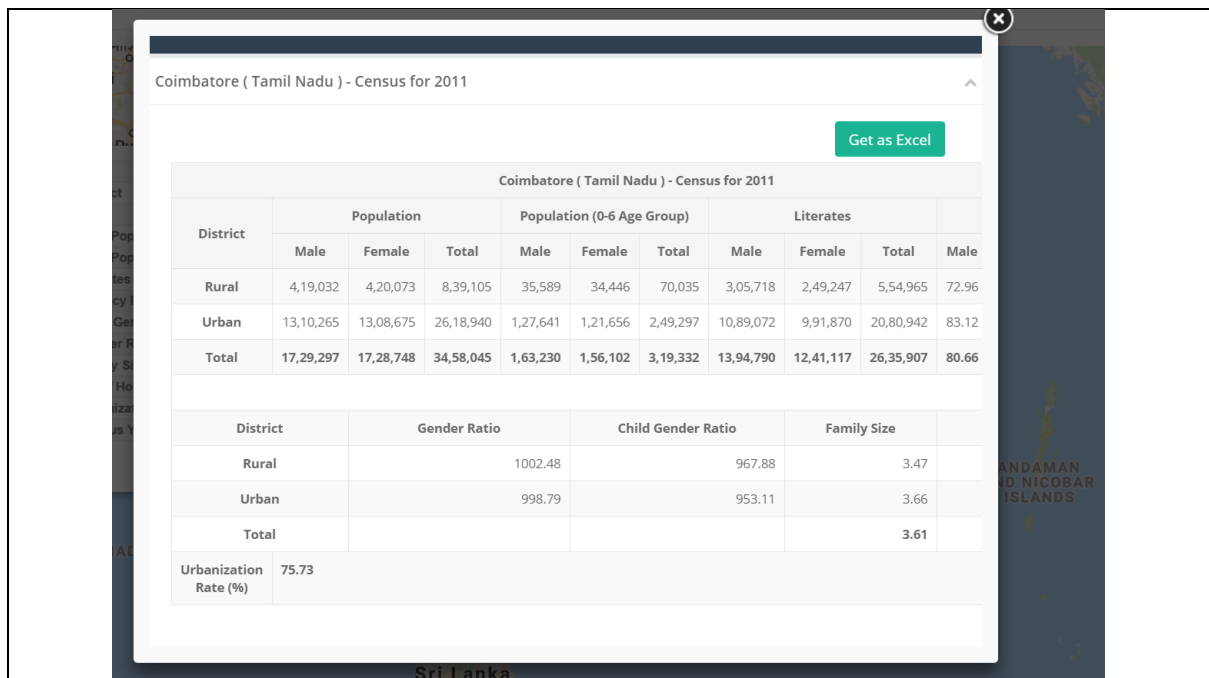 Coimbatore ( Tamil Nadu ) - Census for 2011
Get as Excel
Coimbatore ( Tamil Nadu ) - Census for 2011
District Population Population (0-6 Age Group) Literates
Male Female Total Male Female Total Male Female Total Male
Rural 4,19,032 4,20,073 8,39,105 35,589 34,446 70,035 3,05,718 2,49,247 5,54,965 72.96
Urban 13,10,265 13,08,675 26,18,940 1,27,641 1,21,656 2,49,297 10,89,072 9,91,870 20,80,942 83.12
Total 17,29,297 17,28,748 34,58,045 1,63,230 1,56,102 3,19,332 13,94,790 12,41,117 26,35,907 80.66
District Gender Ratio Child Gender Ratio Family Size
Rural 1002.48 967.88 3.47
Urban 998.79 953.11 3.66
Total 3.61
Urbanization 75.73
Rate (%)
ANDAMAN
ND NICOBAR
ISLANDS
Sri Lanka